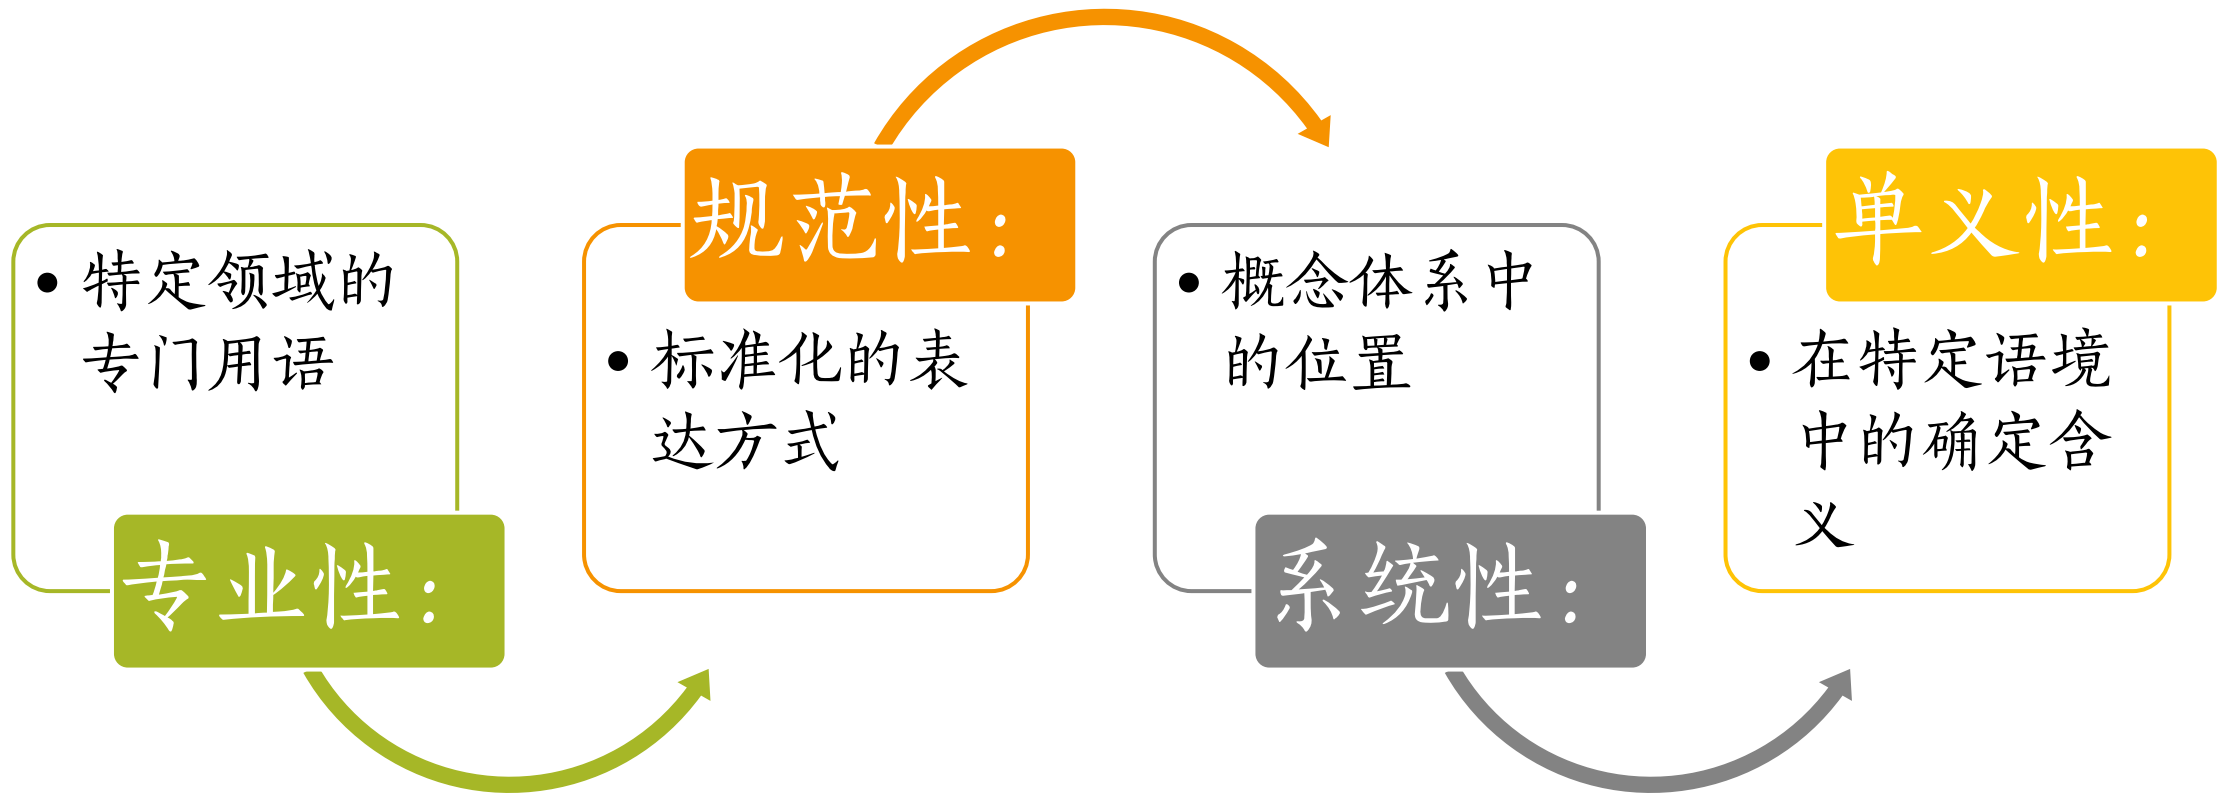 • 特定领域的
专门用语
专业性：
规范性：
• 标准化的表
达方式
• 概念体系中
的位置
系统性：
单义性：
• 在特定语境
中的确定含
义